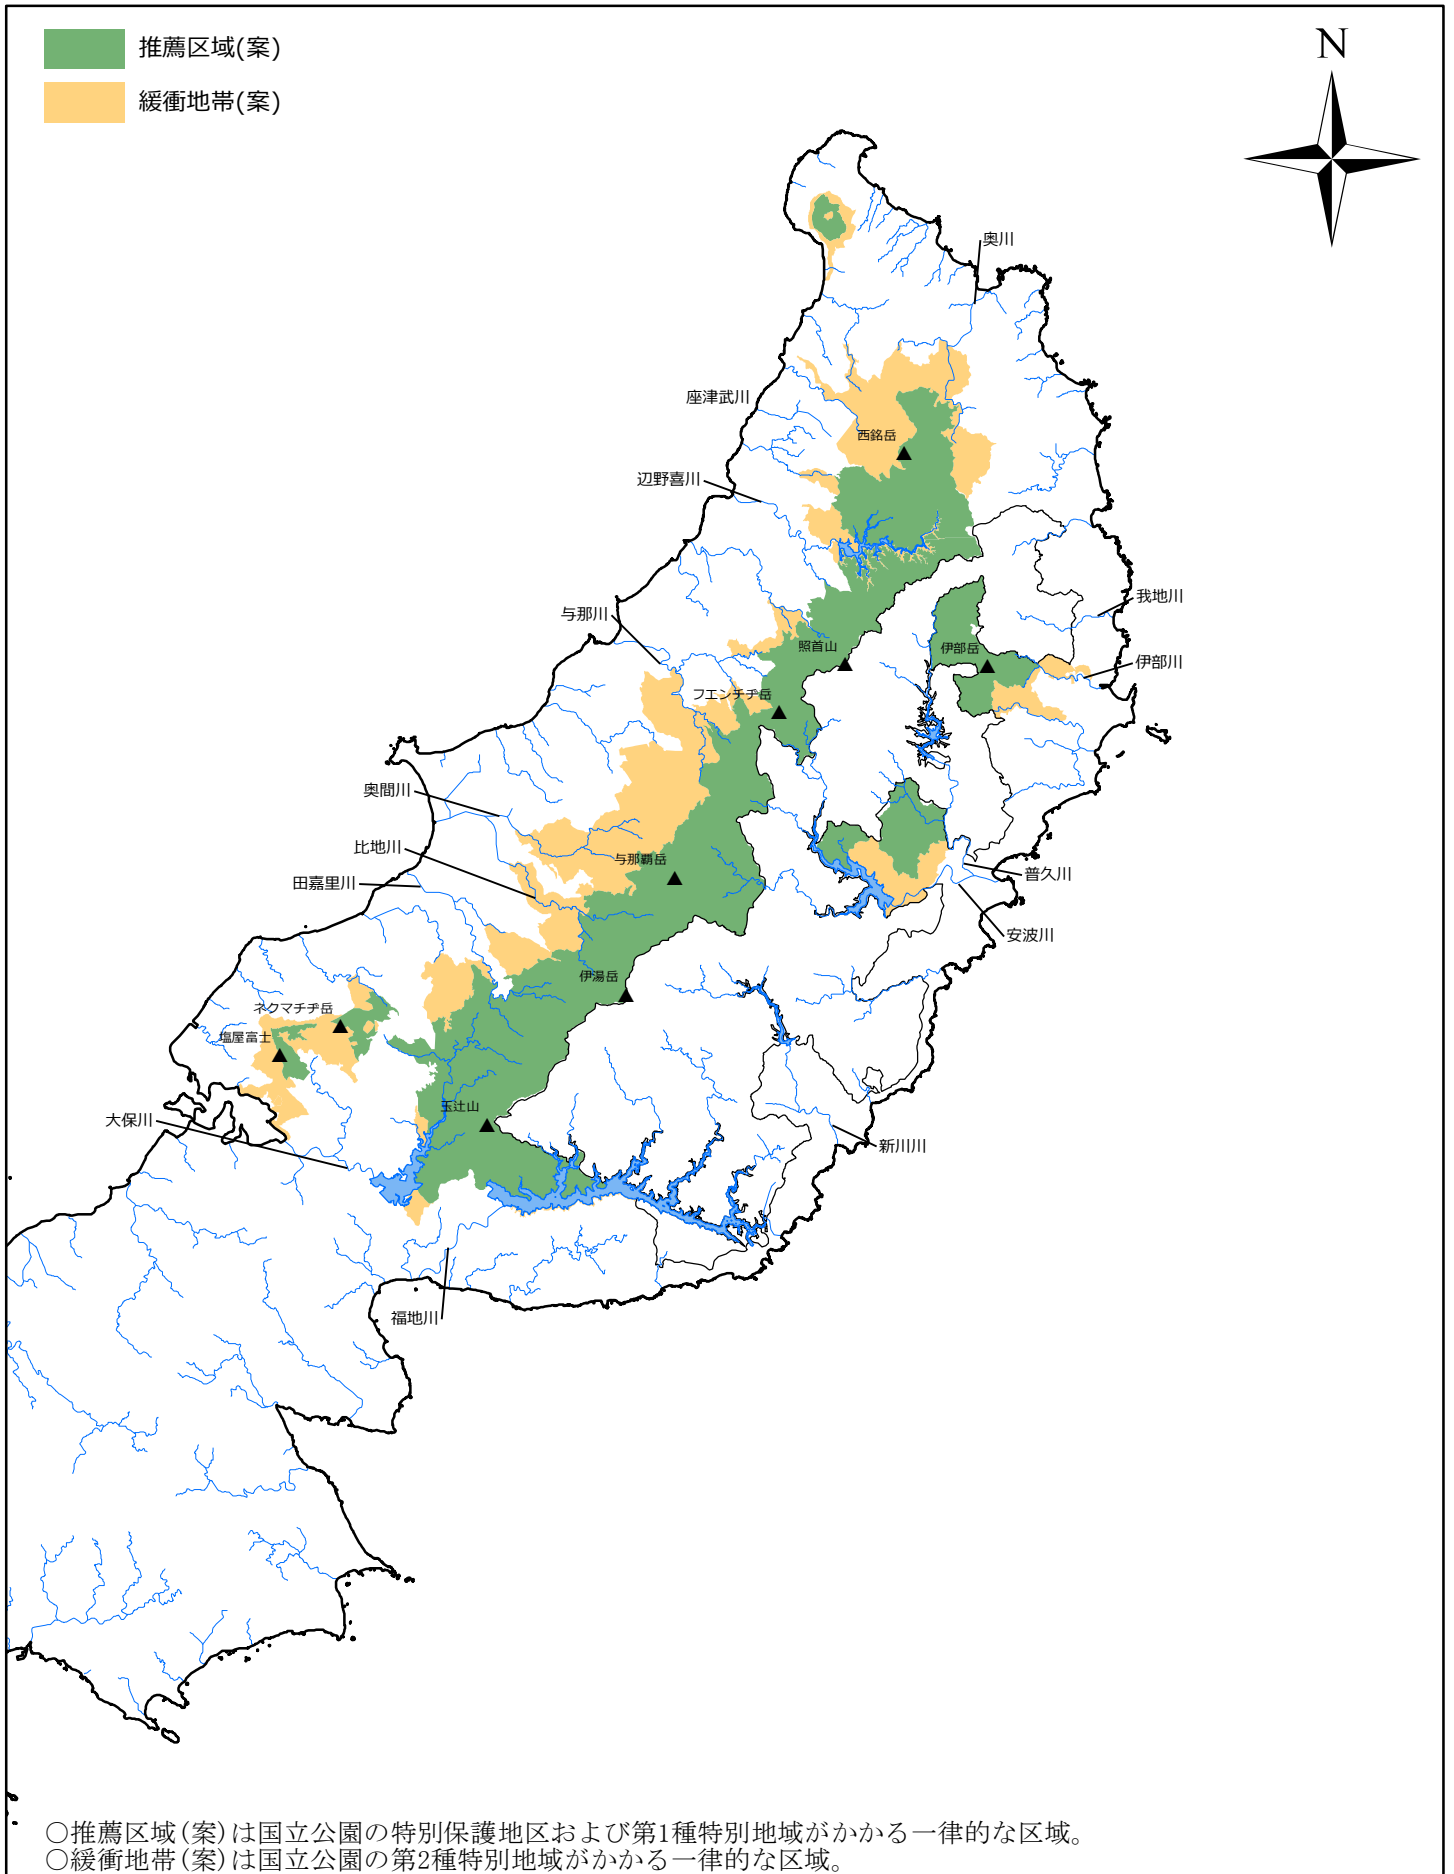 推薦区域(案)
緩衝地帯(案)
N
奥川
座津武川
西銘岳
辺野喜川
我地川
与那川
照首山
伊部岳
伊部川
フエンチヂ岳
奥間川
比地川
与那覇岳
田嘉里川
普久川
安波川
伊湯岳
ネクマチヂ岳
塩屋富士
玉辻山
大保川
新川川
福地川
○推薦区域(案)は国立公園の特別保護地区および第1種特別地域がかかる一律的な区域。
○緩衝地帯(案)は国立公園の第2種特別地域がかかる一律的な区域。